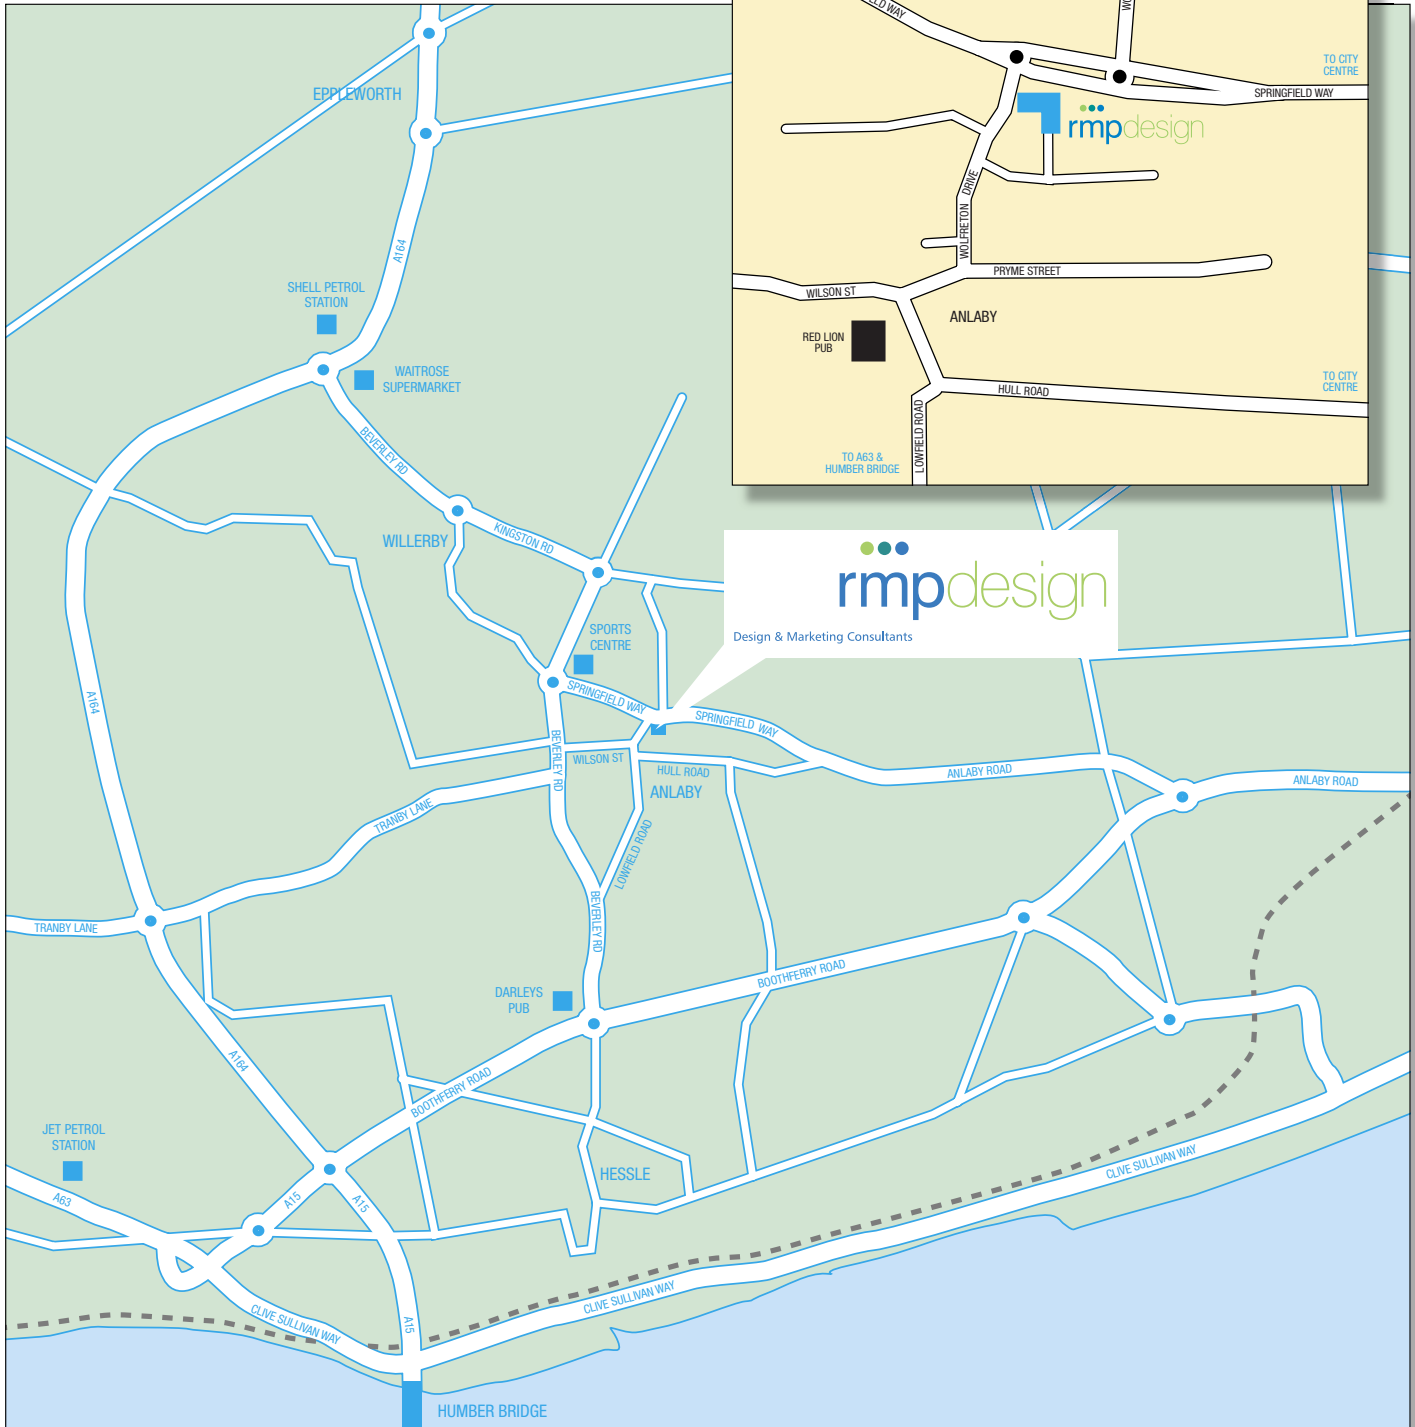 LD WAY
WO
TO CITY
CENTRE
SPRINGFIELD WAY
rmpdesign
DRIVE
WOLFRETON
PRYME STREET
WILSON ST
ANLABY
RED LION
PUB
HULL ROAD
TO CITY
CENTRE
LOWFIELD ROAD
TO A63 &
HUMBER BRIDGE
EPPLEWORTH
A164
SHELL PETROL
STATION
WAITROSE
SUPERMARKET
BEVERLEY RD
WILLERBY
KINGSTON RD
rmpdesign
Design & Marketing Consultants
SPORTS
CENTRE
SPRINGFIELD WAY
SPRINGFIELD WAY
A164
BEVERLEY RD
WILSON ST
HULL ROAD
ANLABY
ANLABY ROAD
ANLABY ROAD
TRANBY LANE
LOWFIELD ROAD
TRANBY LANE
BEVERLEY RD
BOOTHFERRY ROAD
DARLEYS
PUB
A164
BOOTHFERRY ROAD
JET PETROL
STATION
HESSLE
CLIVE SULLIVAN WAY
A63
A15
A15
CLIVE SULLIVAN WAY
CLIVE SULLIVAN WAY
A15
HUMBER BRIDGE